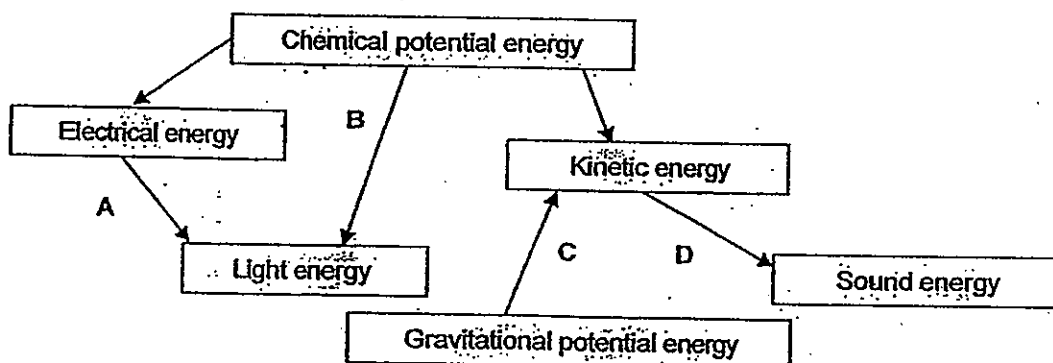 Chemical potential energy
B
Electrical energy
Kinetic energy
A
Light energy
C
D
Sound energy
Gravitational potential energy